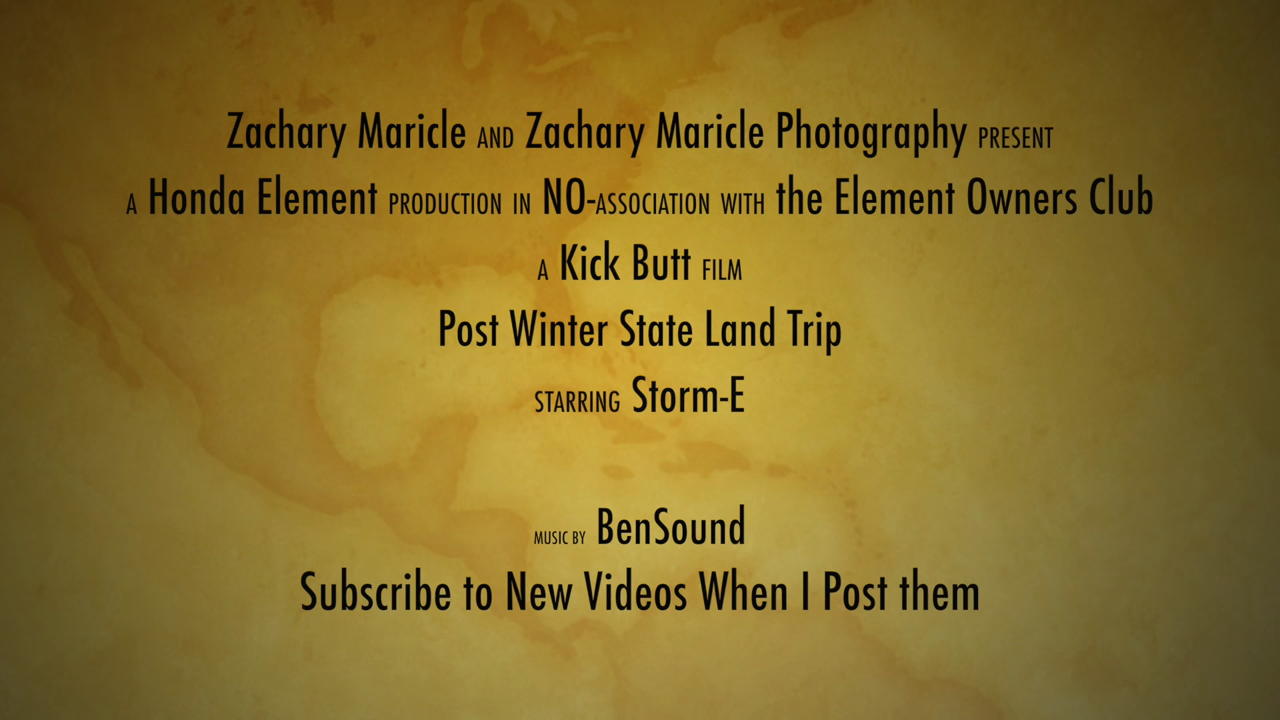 Zachary Maricle AND Zachary Maricle Photography PRESENT
A Honda Element PRODUCTION IN NO-ASSOCIATION WITH the Element Owners Club
A Kick Butt FILM
Post Winter State Land Trip
STARRING Storm-E
MUSIC BY BenSound
Subscribe to New Videos When I Post them